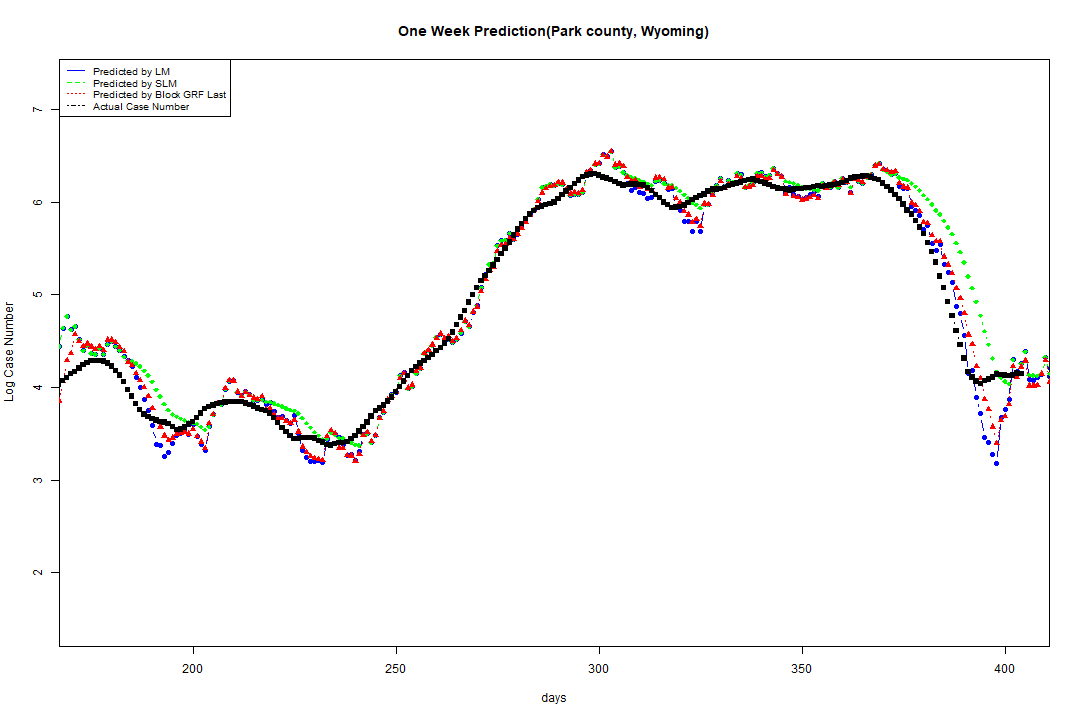 One Week Prediction(Park county, Wyoming)
Predicted by LM
Predicted by SLM
Predicted by Block GRF Last
Actual Case Number
7
6
5
4
3
2
Log Case Number
200 250 300 350 400
days